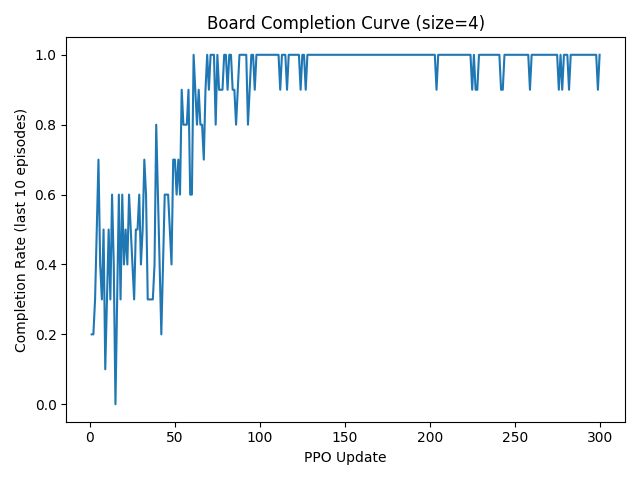 Board Completion Curve (size=4)
Completion Rate (last 10 episodes)
1.0
0.8
0.6
0.4
0.2
0.0
0 50 100 150 200 250 300
PPO Update